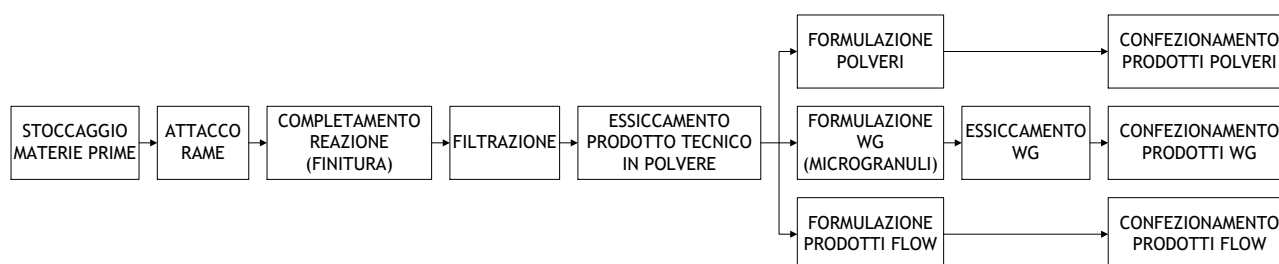 STOCCAGGIO
MATERIE PRIME
ATTACCO
RAME
COMPLETAMENTO
REAZIONE
(FINITURA)
FILTRAZIONE
ESSICCAMENTO
PRODOTTO TECNICO
IN POLVERE
FORMULAZIONE
POLVERI
CONFEZIONAMENTO
PRODOTTI POLVERI
FORMULAZIONE
WG
(MICROGRANULI)
ESSICCAMENTO
WG
CONFEZIONAMENTO
PRODOTTI WG
FORMULAZIONE
PRODOTTI FLOW
CONFEZIONAMENTO
PRODOTTI FLOW